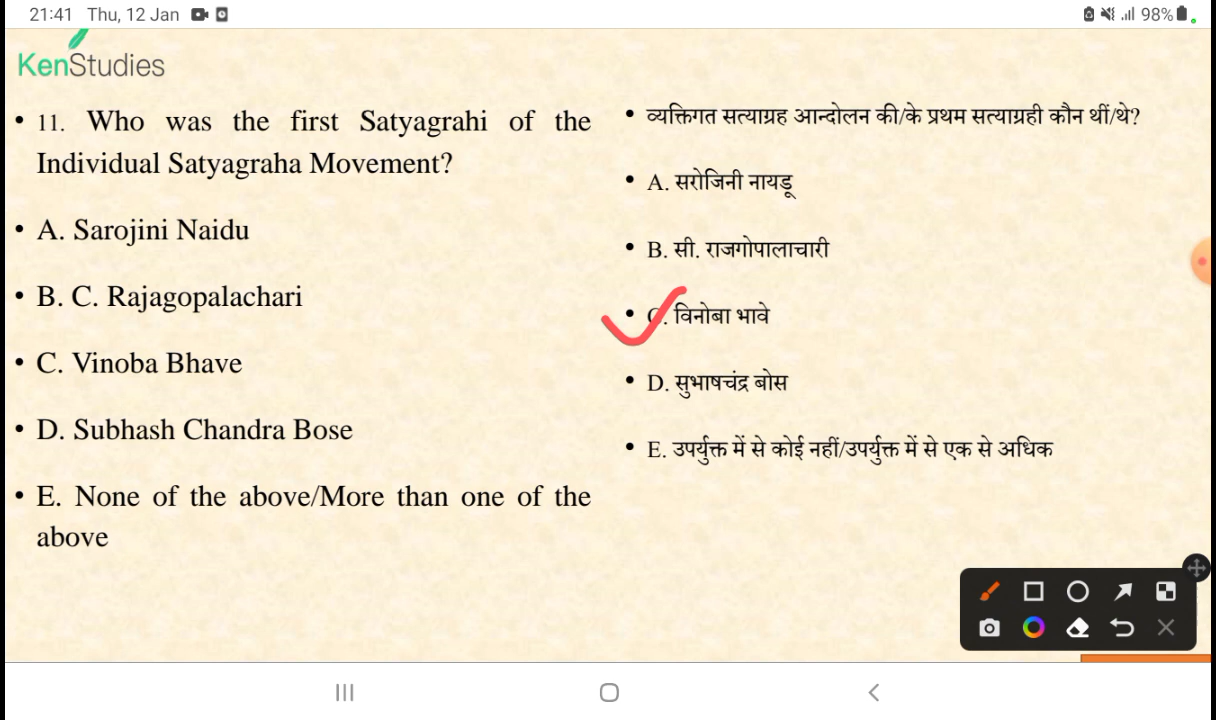 21:41 Thu, 12 Jan
98%
KenStudies
• 11. Who was the first Satyagrahi of the
Individual Satyagraha Movement?
• A. Sarojini Naidu
• B. C. Rajagopalachari
• C. Vinoba Bhave
• D. Subhash Chandra Bose
• E. None of the above/More than one of the
above
• व्यक्तिगत सत्याग्रह आन्दोलन की/के प्रथम सत्याग्रही कौन थीं/थे?
• A. सरोजिनी नायडू
• B. सी. राजगोपालाचारी
• C. विनोबा भावे
• D. सुभाषचंद्र बोस
• E. उपर्युक्त में से कोई नहीं/उपर्युक्त में से एक से अधिक